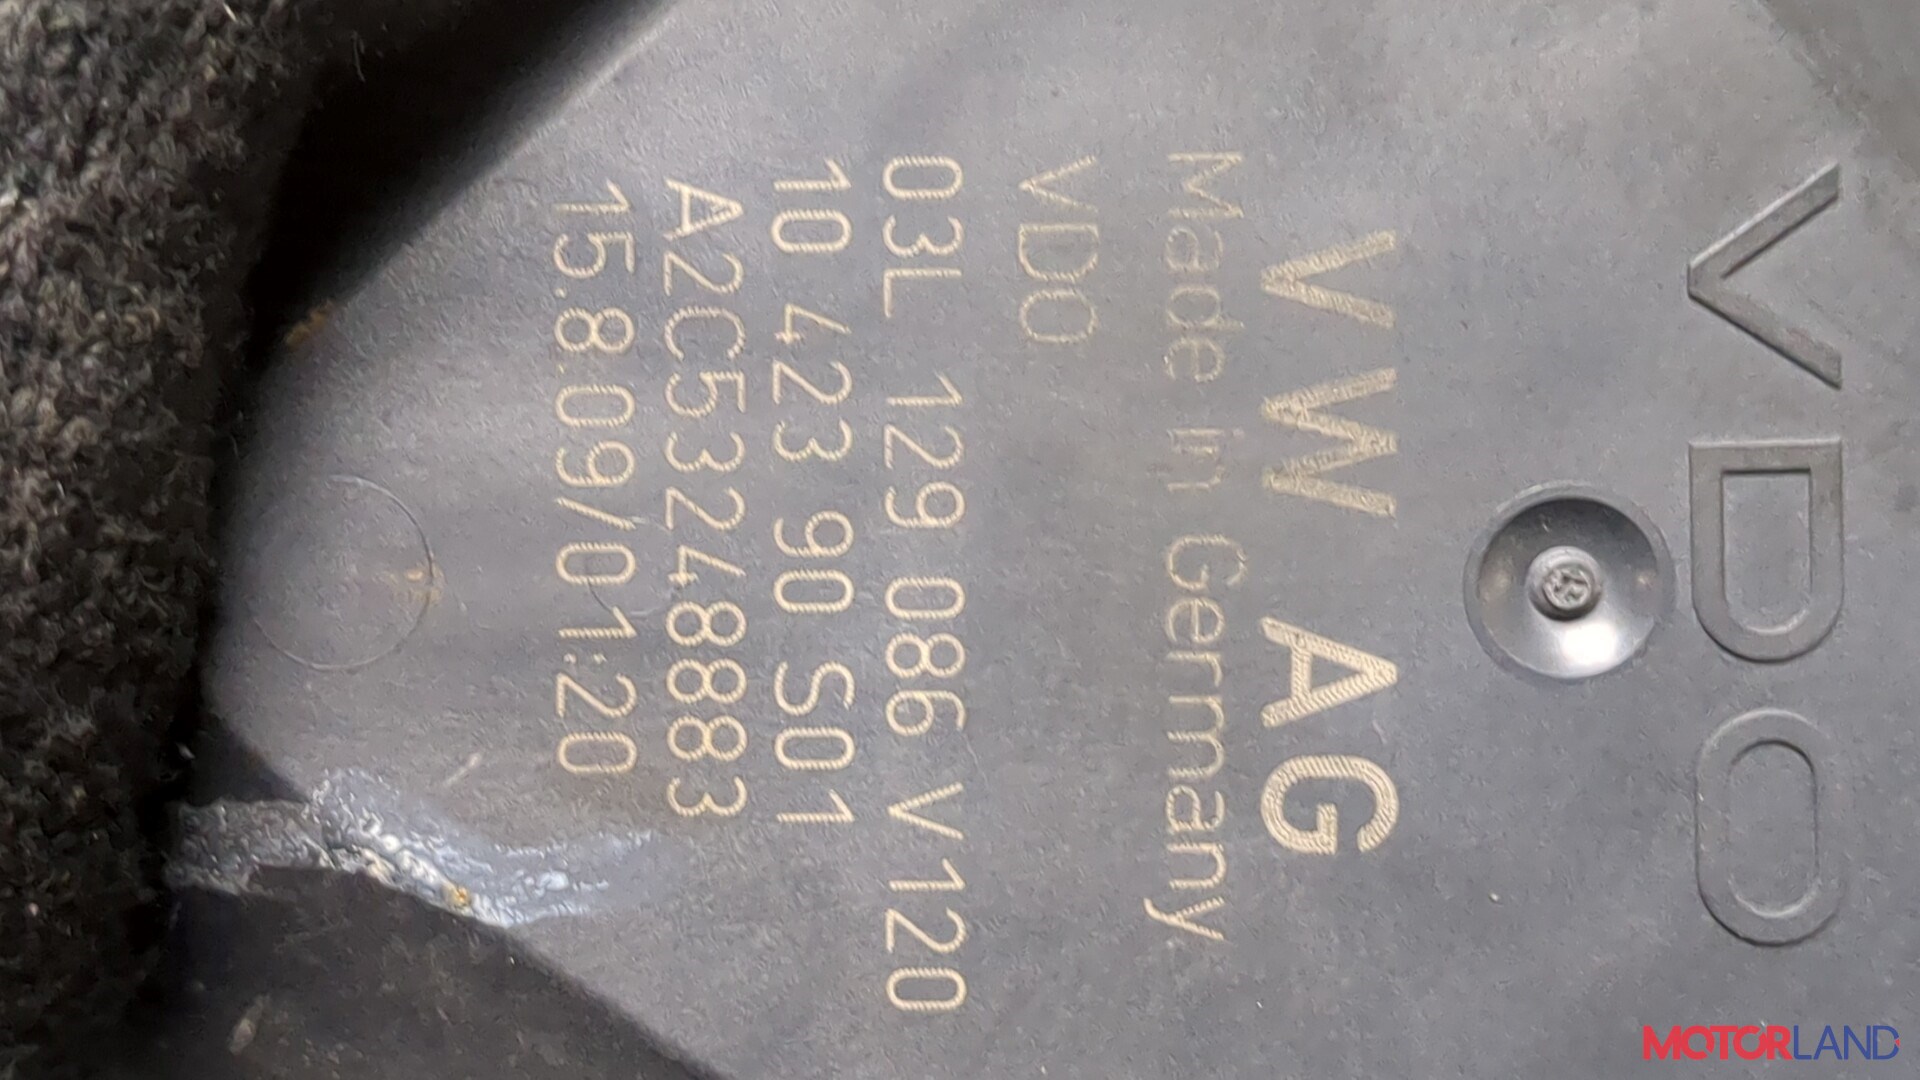 VDO
VW AG
Made in Germany
VDO
03L 129 086 V120
10 423 90 S01
A2C53248883
15.8.09/01:20
MOTORLAND